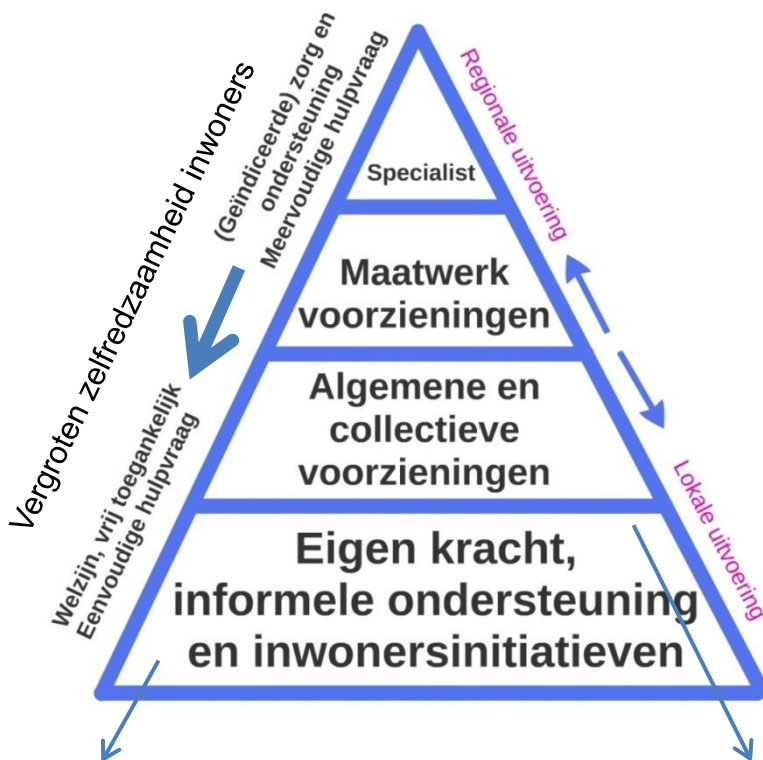 Vergroten zelfredzaamheid inwoners
(Geïndiceerde) zorg en
ondersteuning
Meervoudige hulpvraag
Regionale uitvoering
Specialist
Maatwerk
voorzieningen
Algemene en
collectieve
voorzieningen
Welzijn, vrij toegankelijk
Eenvoudige hulpvraag
Lokale uitvoering
Eigen kracht,
informele ondersteuning
en inwonersinitiatieven